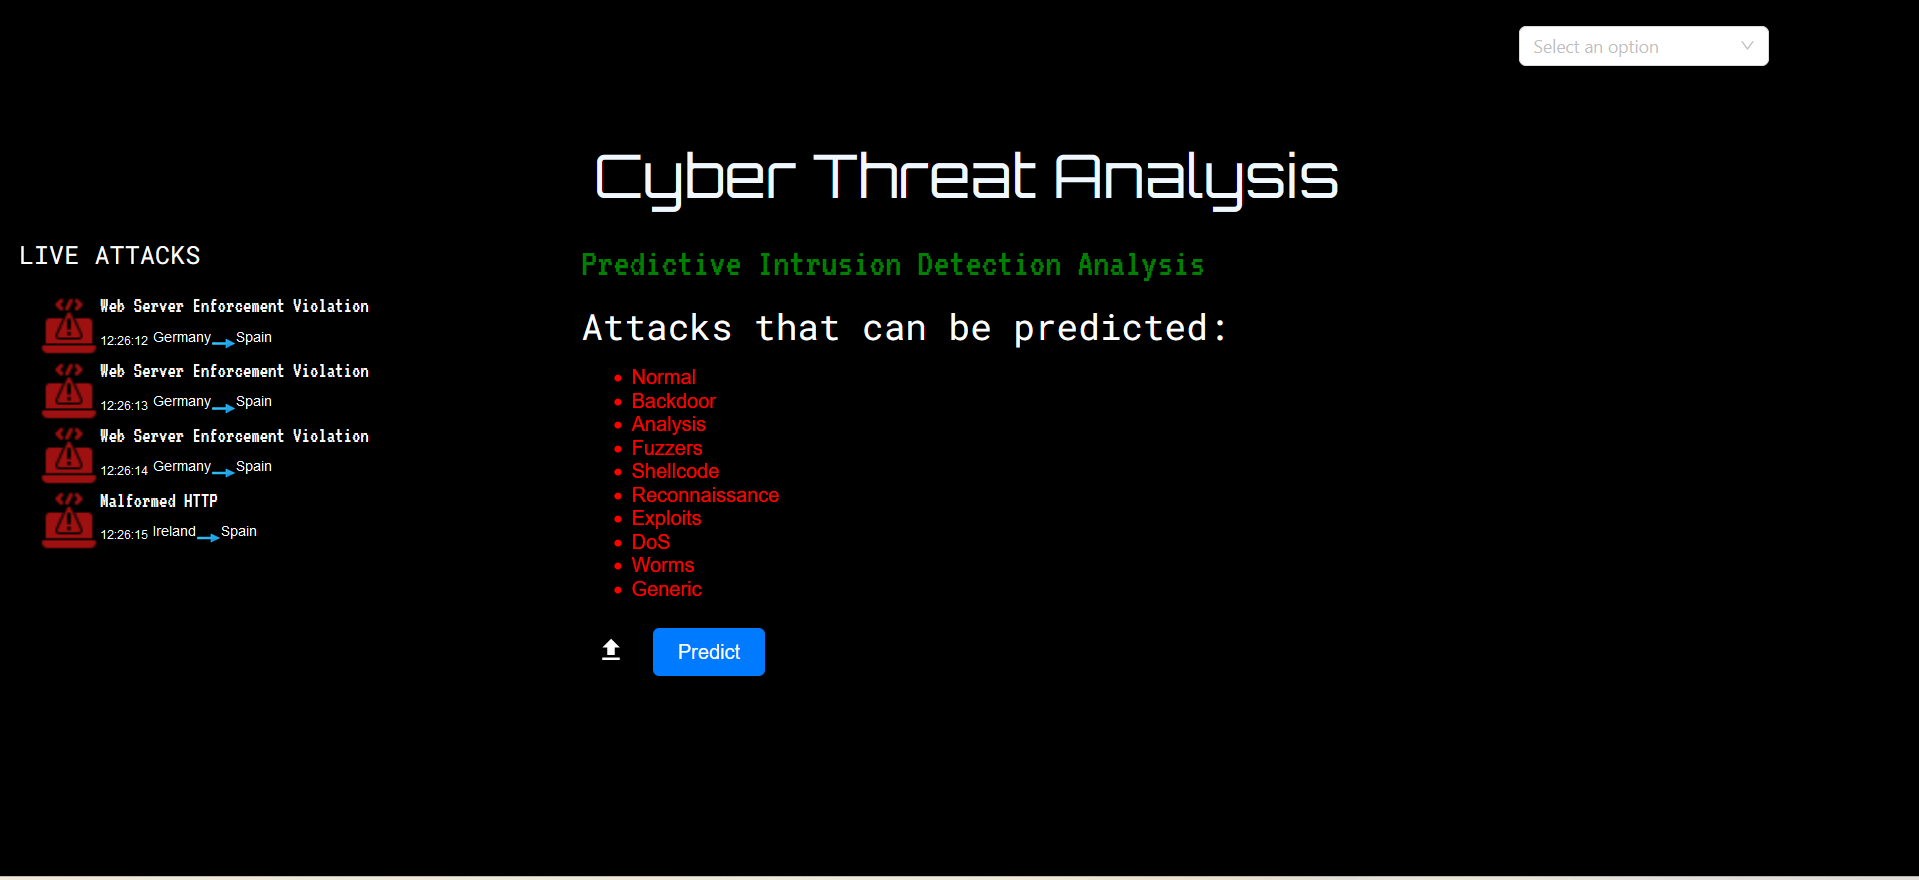 Select an option
Cyber Threat Analysis
LIVE ATTACKS
Web Server Enforcement Violation
12:26:12 Germany Spain
Web Server Enforcement Violation
12:26:13 Germany Spain
Web Server Enforcement Violation
12:26:14 Germany Spain
Malformed HTTP
12:26:15 Ireland Spain
Predictive Intrusion Detection Analysis
Attacks that can be predicted:
• Normal
• Backdoor
• Analysis
• Fuzzers
• Shellcode
• Reconnaissance
• Exploits
• DoS
• Worms
• Generic
Predict